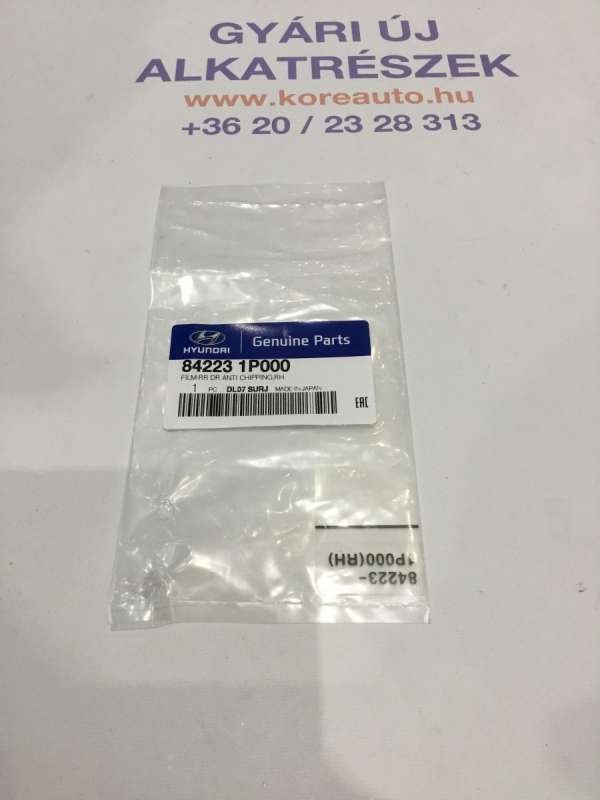 GYÁRI ÚJ
ALKATRÉSZEK
www.koreauto.hu
+36 20 / 23 28 313
HYUNDAI Genuine Parts
84223 1P000
FILM-RR DR ANTI CHIPPING,RH
1 PC DL07 SURJ MADE IN JAPAN
EAC
84223-
1P000(RH)